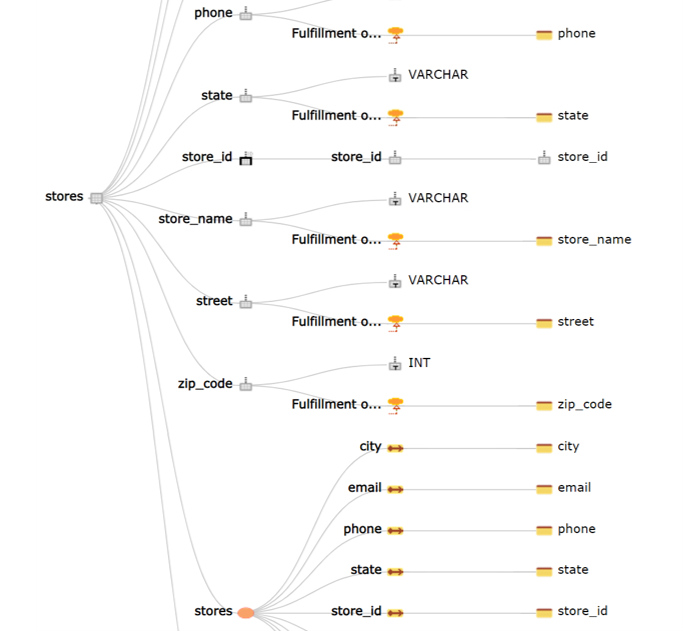 phone
Fulfillment o... phone
VARCHAR
state
Fulfillment o... state
store_id store_id store_id
stores
VARCHAR
store_name
Fulfillment o... store_name
VARCHAR
street
Fulfillment o... street
INT
zip_code
Fulfillment o... zip_code
city city
email email
phone phone
state state
stores store_id store_id